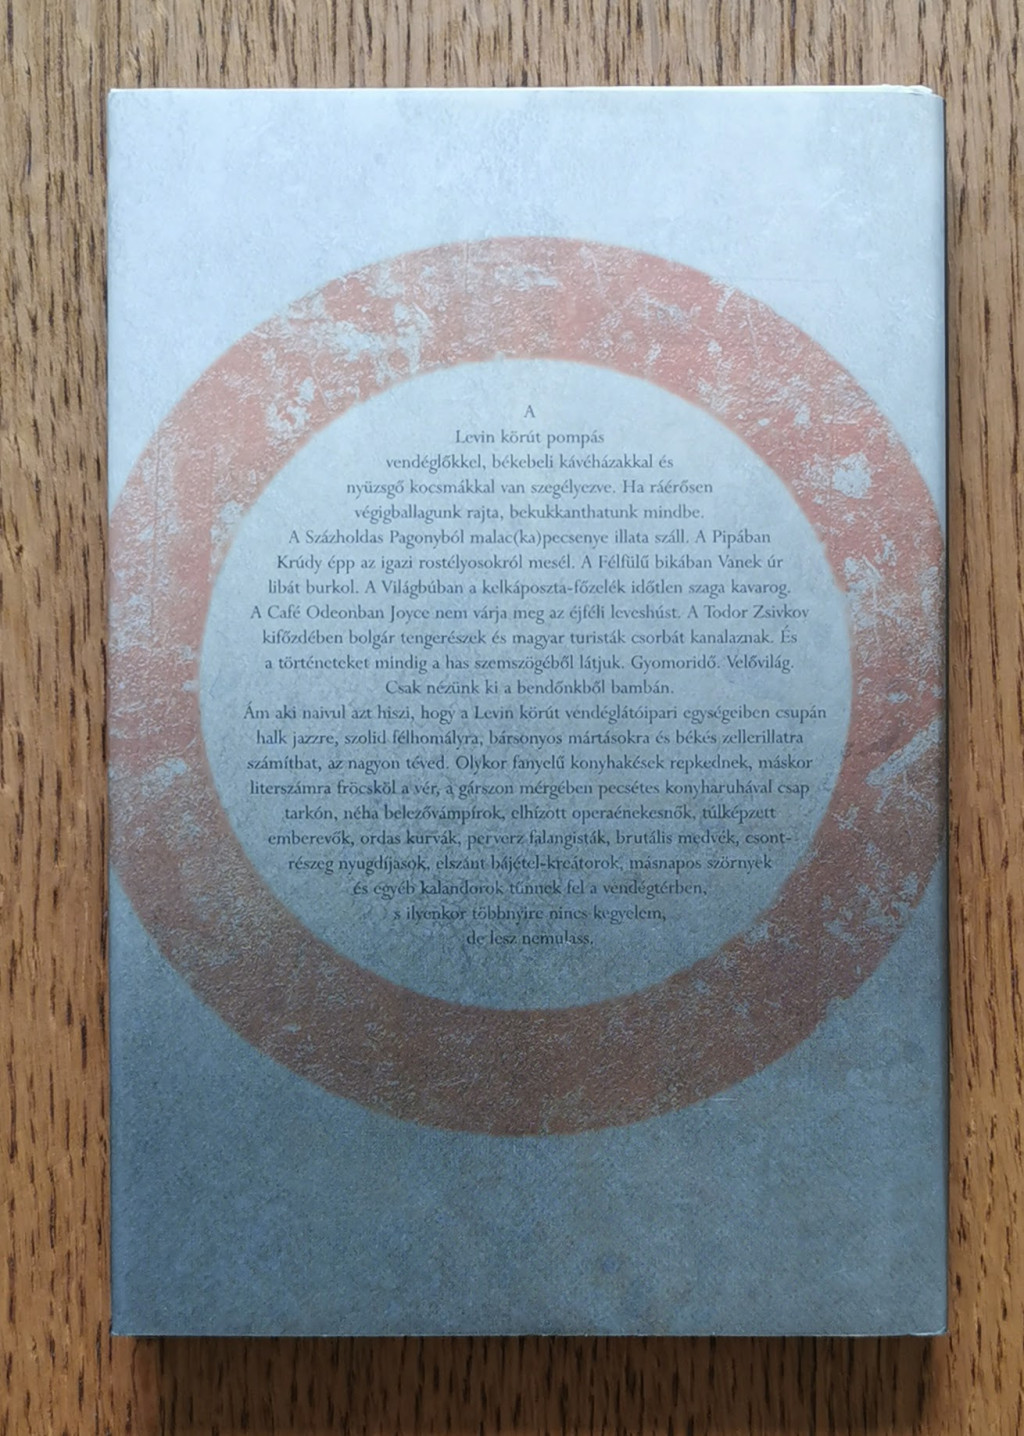 A
Levin körút pompás
vendéglőkkel, békebeli kávéházakkal és
nyüzsgő kocsmákkal van szegélyezve. Ha ráérősen
végigballagunk rajta, bekukkanthatunk mindbe.
A Százholdas Pagonyból malac(ka)pecsenye illata száll. A Pipában
Krúdy épp az igazi rostélyosokról mesél. A Félfülű bikában Vanek úr
libát burkol. A Világbúban a kelkáposzta-főzelék időtlen szaga kavarog.
A Café Odeonban Joyce nem várja meg az éjféli leveshúst. A Todor Zsivkov
kifőzdében bolgár tengerészek és magyar turisták csorbát kanalaznak. És
a történeteket mindig a has szemszögéből látjuk. Gyomoridő. Velővilág.
Csak nézünk ki a bendőnkből bambán.
Ám aki naivul azt hiszi, hogy a Levin körút vendéglátóipari egységeiben csupán
halk jazzre, szolid félhomályra, bársonyos mártásokra és békés zellerillatra
számíthat, az nagyon téved. Olykor fanyelű konyhakések repkednek, máskor
literszámra fröcsköl a vér, a gárszon mérgében pecsétes konyharuhával csap
tarkón, néha belezővámpírok, elhízott operaénekesnők, túlképzett
emberevők, ordas kurvák, perverz falangisták, brutális medvék, csont-
részeg nyugdíjasok, elszánt bájétel-kreátorok, másnapos szörnyek
és egyéb kalandorok tűnnek fel a vendégtérben,
s ilyenkor többnyire nincs kegyelem,
de lesz nemulass.